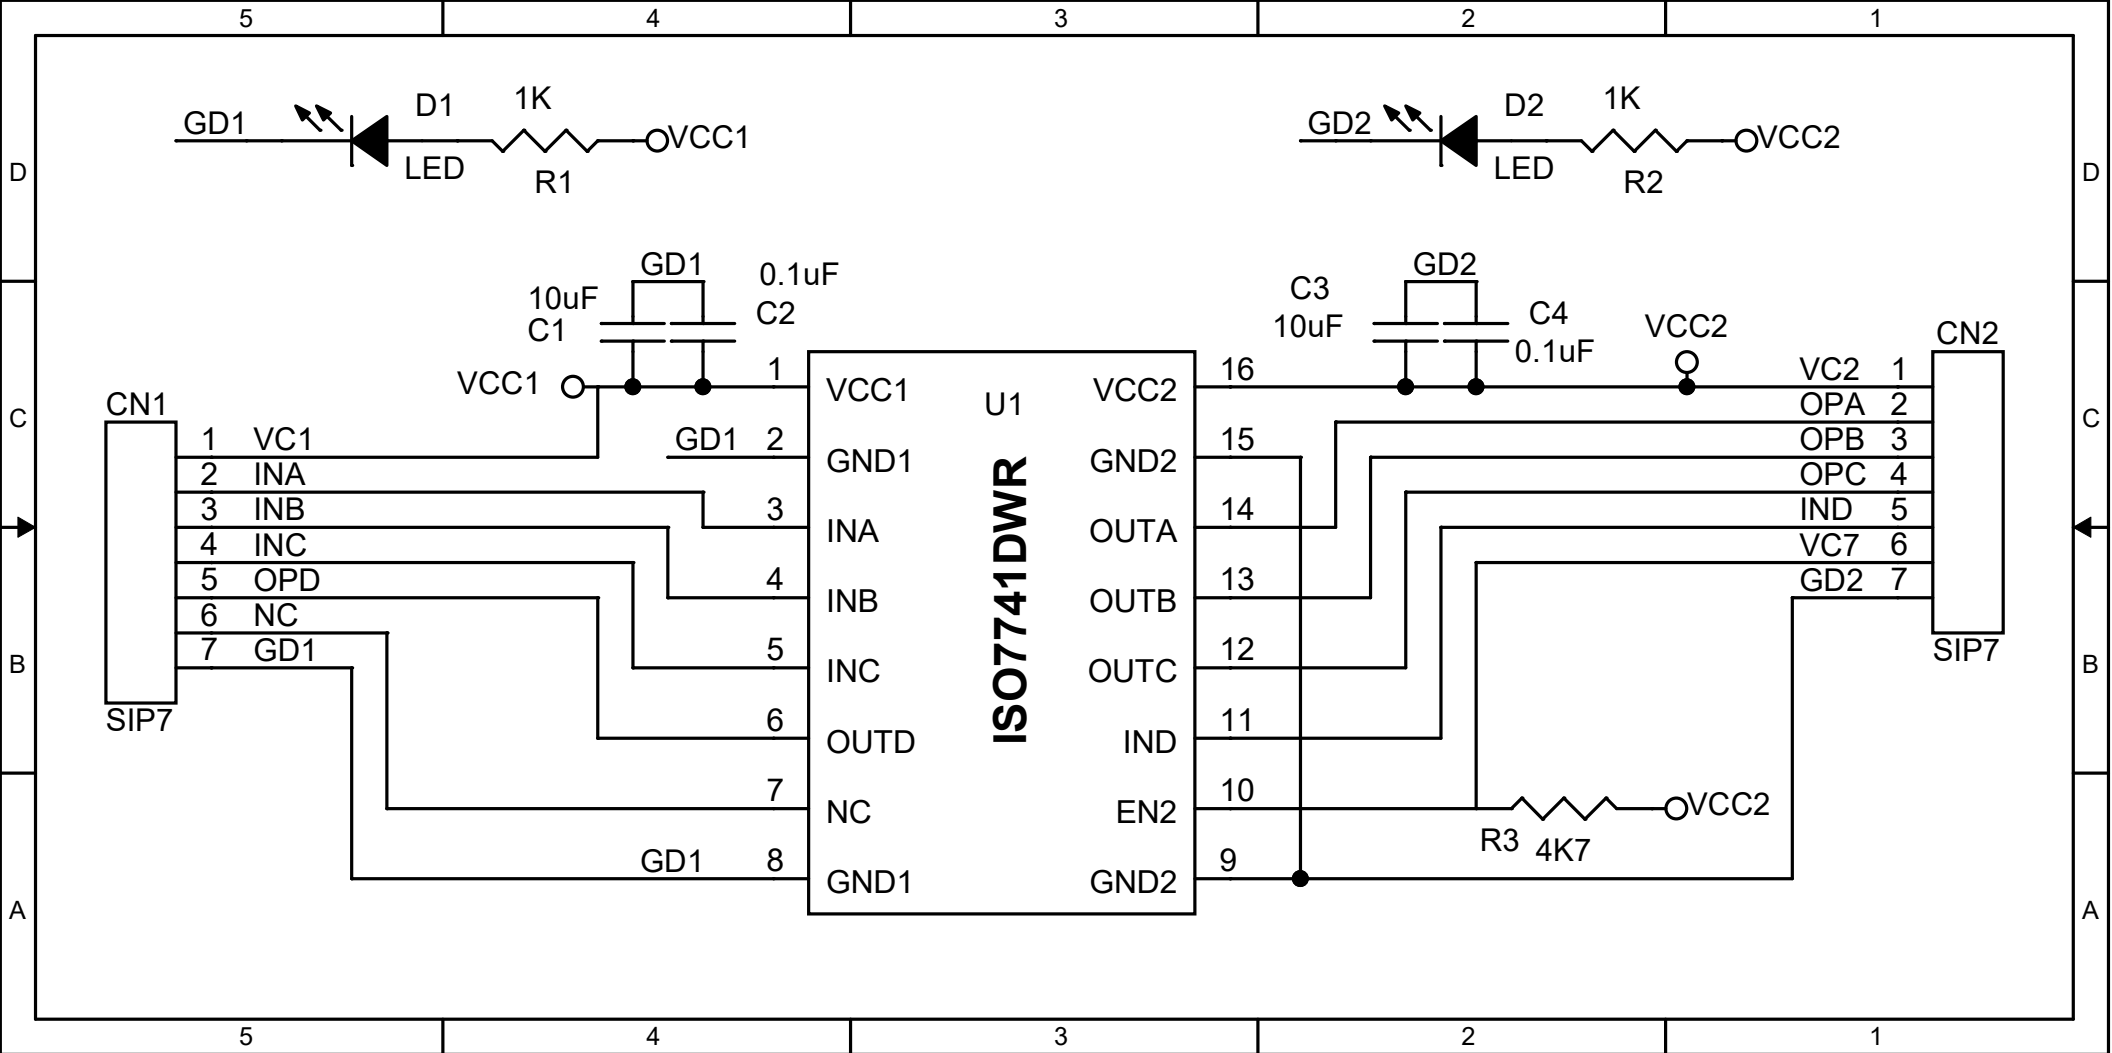 5 4 3 2 1
D D
GD1 D1 LED 1K R1 VCC1
GD2 D2 LED 1K R2 VCC2
GD1
10uF
C1
0.1uF
C2
VCC1
GD2
C3
10uF
C4
0.1uF
VCC2
C C
CN1
1 VC1
2 INA
3 INB
4 INC
5 OPD
6 NC
7 GD1
SIP7
U1
ISO7741DWR
1 VCC1
GD1 2 GND1
3 INA
4 INB
5 INC
6 OUTD
7 NC
GD1 8 GND1
VCC2 16
GND2 15
OUTA 14
OUTB 13
OUTC 12
IND 11
EN2 10
GND2 9
R3 4K7 VCC2
CN2
VC2 1
OPA 2
OPB 3
OPC 4
IND 5
VC7 6
GD2 7
SIP7
B B
A A
5 4 3 2 1